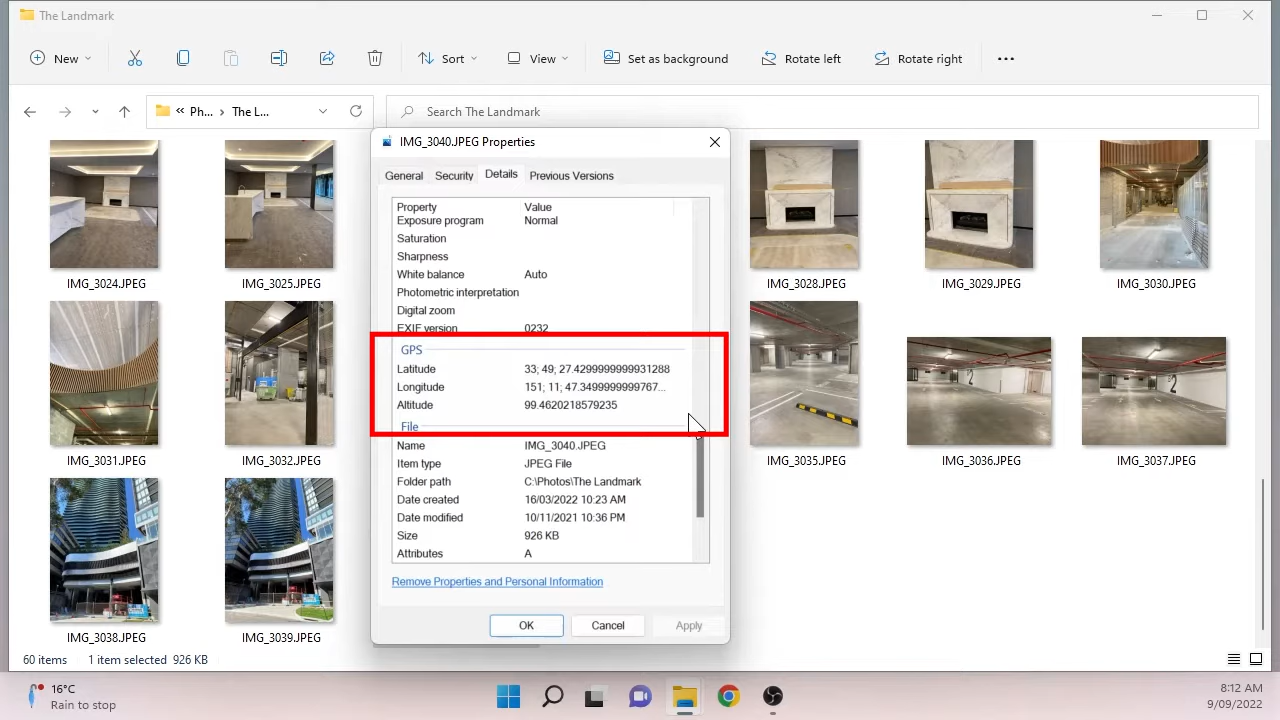 The Landmark
New
Sort
View
Set as background
Rotate left
Rotate right
« Ph... › The L...
Search The Landmark
IMG_3040.JPEG Properties
General Security Details Previous Versions
Property Value
Exposure program Normal
Saturation
Sharpness
White balance Auto
Photometric interpretation
Digital zoom
EXIF version 0232
GPS
Latitude 33; 49; 27.4299999999931288
Longitude 151; 11; 47.3499999999767...
Altitude 99.4620218579235
File
Name IMG_3040.JPEG
Item type JPEG File
Folder path C:\Photos\The Landmark
Date created 16/03/2022 10:23 AM
Date modified 10/11/2021 10:36 PM
Size 926 KB
Attributes A
Remove Properties and Personal Information
OK Cancel Apply
IMG_3024.JPEG
IMG_3025.JPEG
IMG_3028.JPEG
IMG_3029.JPEG
IMG_3030.JPEG
IMG_3031.JPEG
IMG_3032.JPEG
IMG_3035.JPEG
IMG_3036.JPEG
IMG_3037.JPEG
IMG_3038.JPEG
IMG_3039.JPEG
60 items 1 item selected 926 KB
16°C
Rain to stop
8:12 AM
9/09/2022